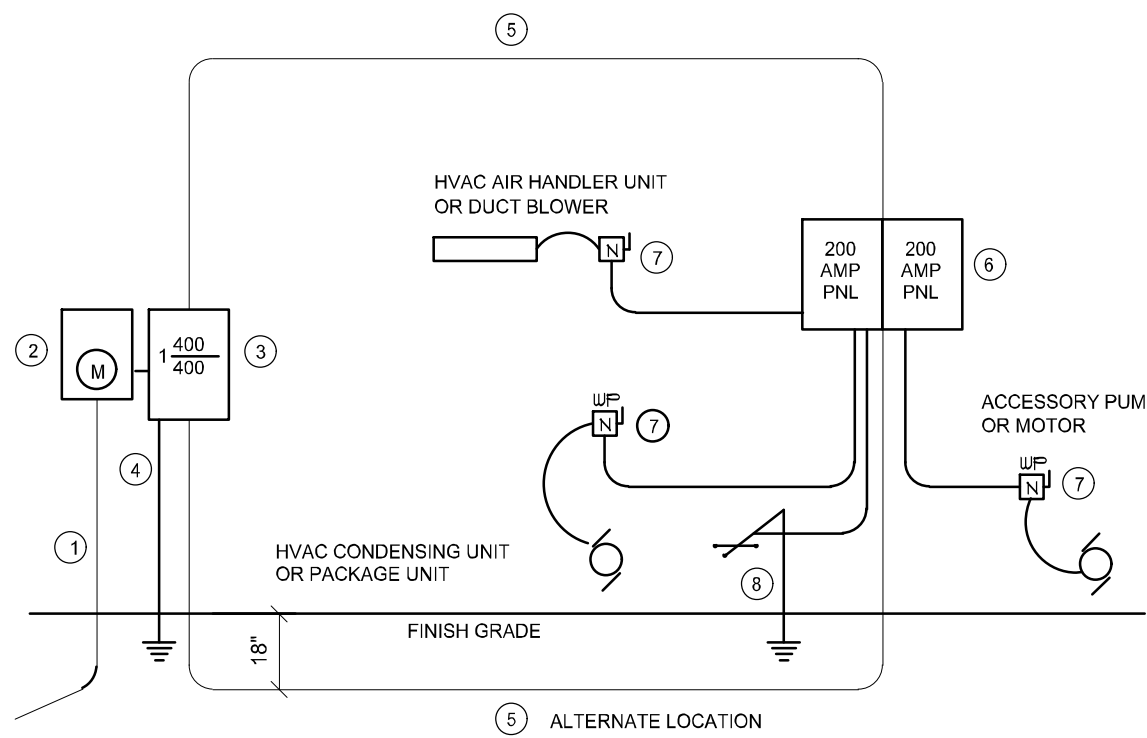 5
HVAC AIR HANDLER UNIT
OR DUCT BLOWER
N
7
200
AMP
PNL
200
AMP
PNL
6
2
M
1 400
400
3
WP
N
7
ACCESSORY PUM
OR MOTOR
4
WP
N
7
1
HVAC CONDENSING UNIT
OR PACKAGE UNIT
8
FINISH GRADE
18"
5 ALTERNATE LOCATION